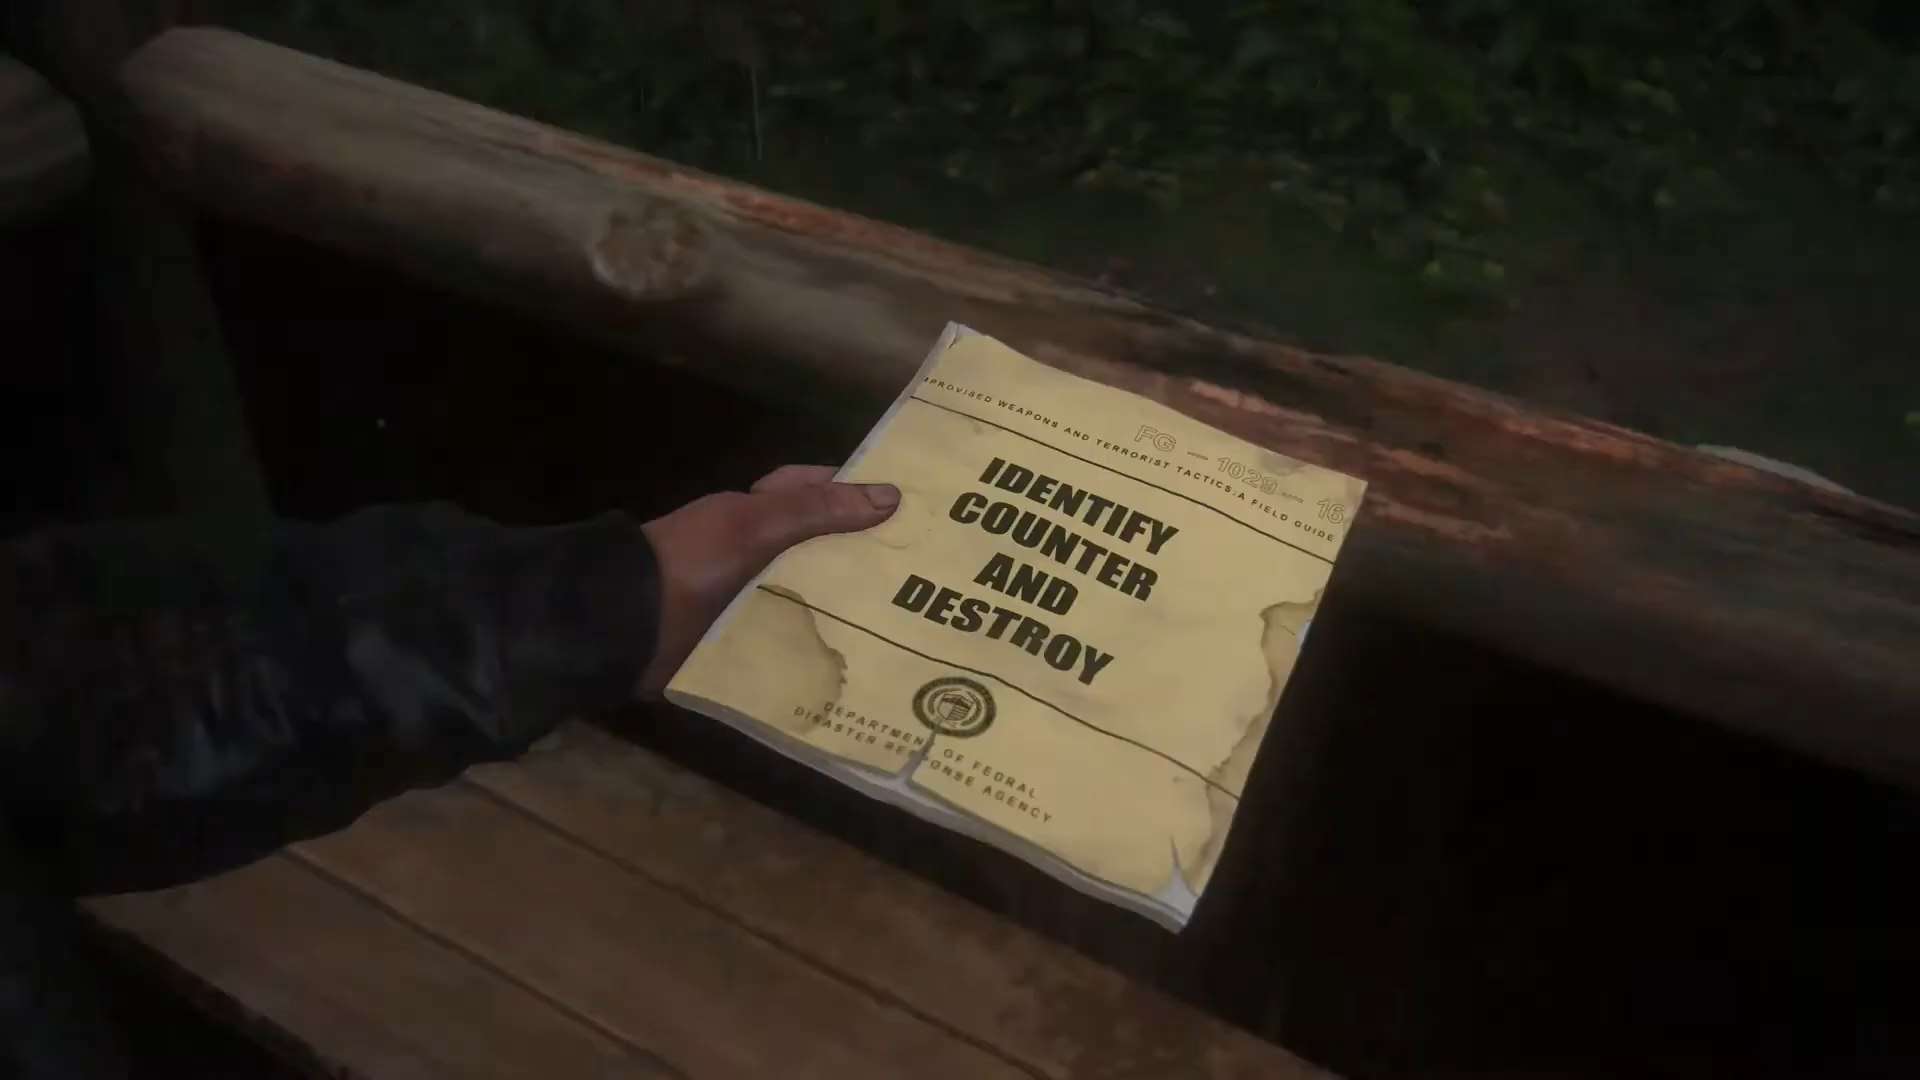 FG — 1029 — 16
MPROVISED WEAPONS AND TERRORIST TACTICS:A FIELD GUIDE
IDENTIFY
COUNTER
AND
DESTROY
DEPARTMENT OF FEDRAL
DISASTER RESPONSE AGENCY